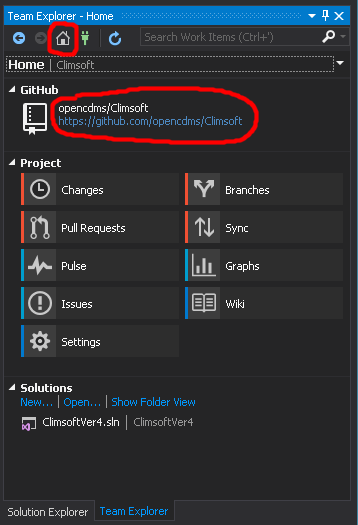 Team Explorer - Home
Search Work Items (Ctrl+')
Home | Climsoft
GitHub
opencdms/Climsoft
https://github.com/opencdms/Climsoft
Project
Changes
Branches
Pull Requests
Sync
Pulse
Graphs
Issues
Wiki
Settings
Solutions
New... | Open... | Show Folder View
ClimsoftVer4.sln | ClimsoftVer4
Solution Explorer Team Explorer